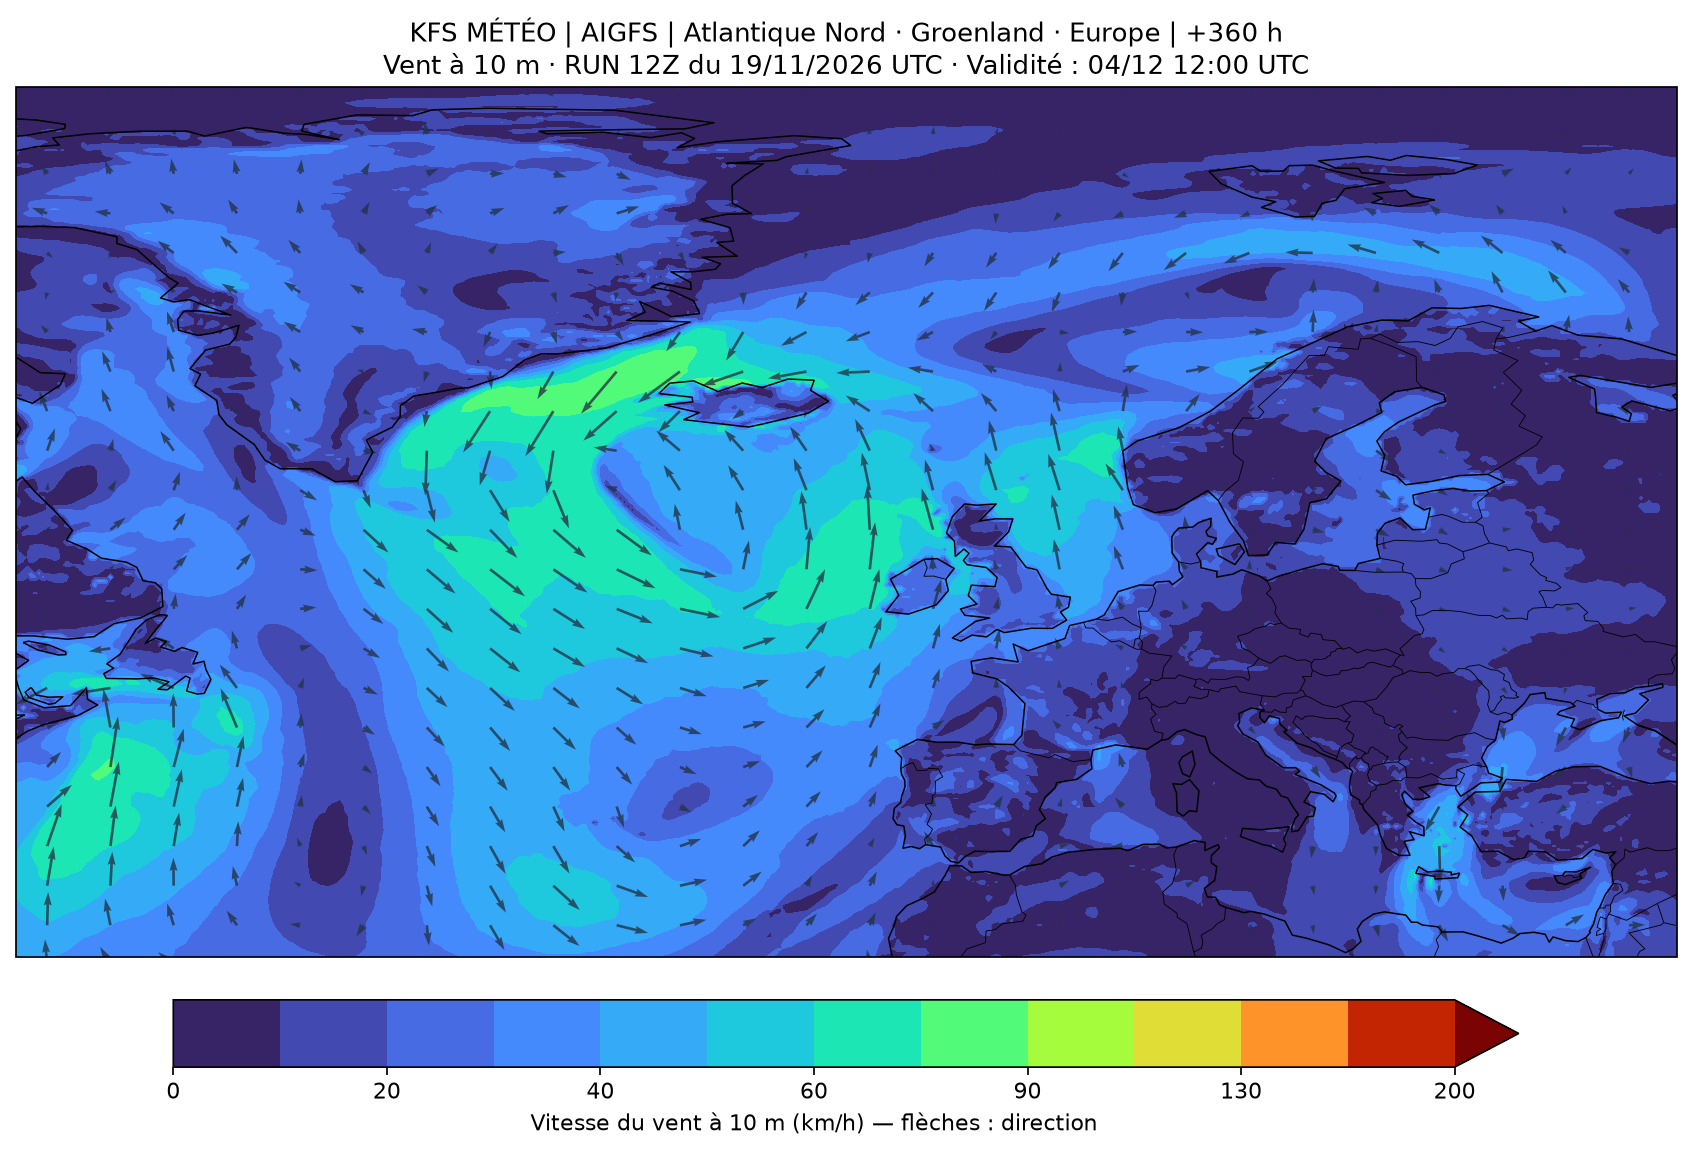 KFS MÉTÉO | AIGFS | Atlantique Nord · Groenland · Europe | +360 h
Vent à 10 m · RUN 12Z du 19/11/2026 UTC · Validité : 04/12 12:00 UTC
0 20 40 60 90 130 200
Vitesse du vent à 10 m (km/h) — flèches : direction